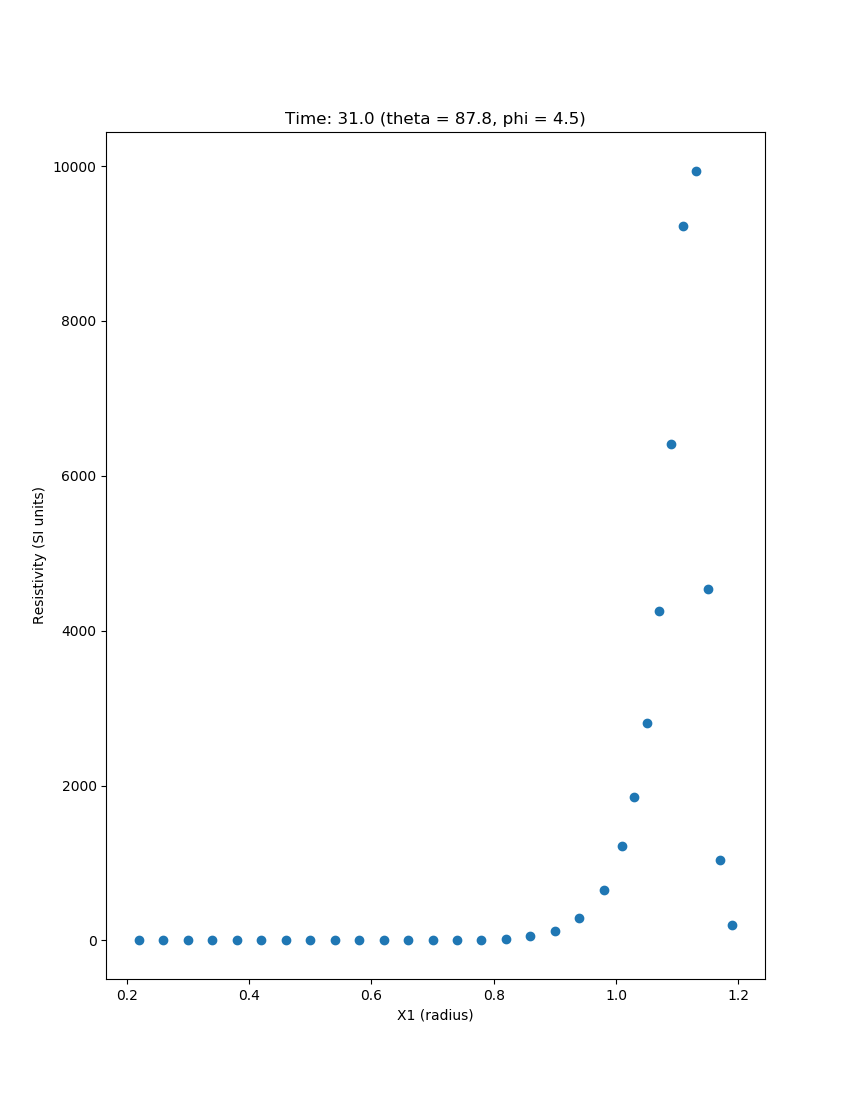 Time: 31.0 (theta = 87.8, phi = 4.5)
10000
8000
6000
4000
2000
0
Resistivity (SI units)
0.2 0.4 0.6 0.8 1.0 1.2
X1 (radius)